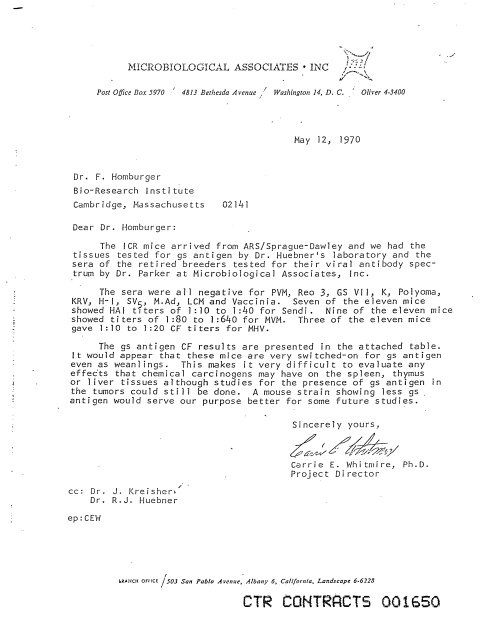 MICROBIOLOGICAL ASSOCIATES • INC
Post Office Box 5970 / 4813 Bethesda Avenue / Washington 14, D. C. / Oliver 4-3400
May 12, 1970
Dr. F. Homburger
Bio-Research Institute
Cambridge, Massachusetts 02141
Dear Dr. Homburger:
The ICR mice arrived from ARS/Sprague-Dawley and we had the
tissues tested for gs antigen by Dr. Huebner's laboratory and the
sera of the retired breeders tested for their viral antibody spec-
trum by Dr. Parker at Microbiological Associates, Inc.
The sera were all negative for PVM, Reo 3, GS VII, K, Polyoma,
KRV, H-1, SV5, M.Ad, LCM and Vaccinia. Seven of the eleven mice
showed HAI titers of 1:10 to 1:40 for Sendi. Nine of the eleven mice
showed titers of 1:80 to 1:640 for MVM. Three of the eleven mice
gave 1:10 to 1:20 CF titers for MHV.
The gs antigen CF results are presented in the attached table.
It would appear that these mice are very switched-on for gs antigen
even as weanlings. This makes it very difficult to evaluate any
effects that chemical carcinogens may have on the spleen, thymus
or liver tissues although studies for the presence of gs antigen in
the tumors could still be done. A mouse strain showing less gs
antigen would serve our purpose better for some future studies.
Sincerely yours,
Carrie E. Whitmire
Carrie E. Whitmire, Ph.D.
Project Director
cc: Dr. J. Kreisher
Dr. R.J. Huebner
ep:CEW
BRANCH OFFICE / 503 San Pablo Avenue, Albany 6, California, Landscape 6-6228
CTR CONTRACTS 001650